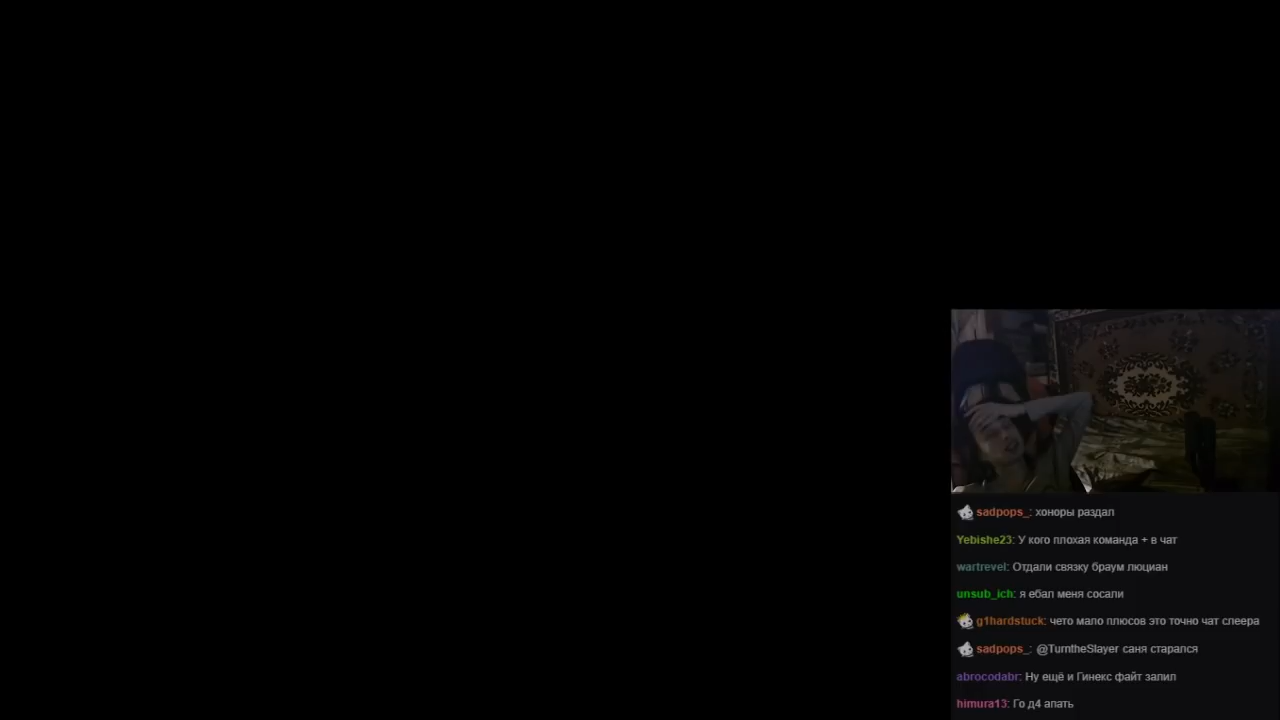 sadpops_: хоноры раздал
Yebishe23: У кого плохая команда + в чат
wartrevel: Отдали связку браум люциан
unsub_ich: я ебал меня сосали
g1hardstuck: чето мало плюсов это точно чат слеера
sadpops_: @TurntheSlayer саня старался
abrocodabr: Ну ещё и Гинекс файт запил
himura13: Го д4 апать